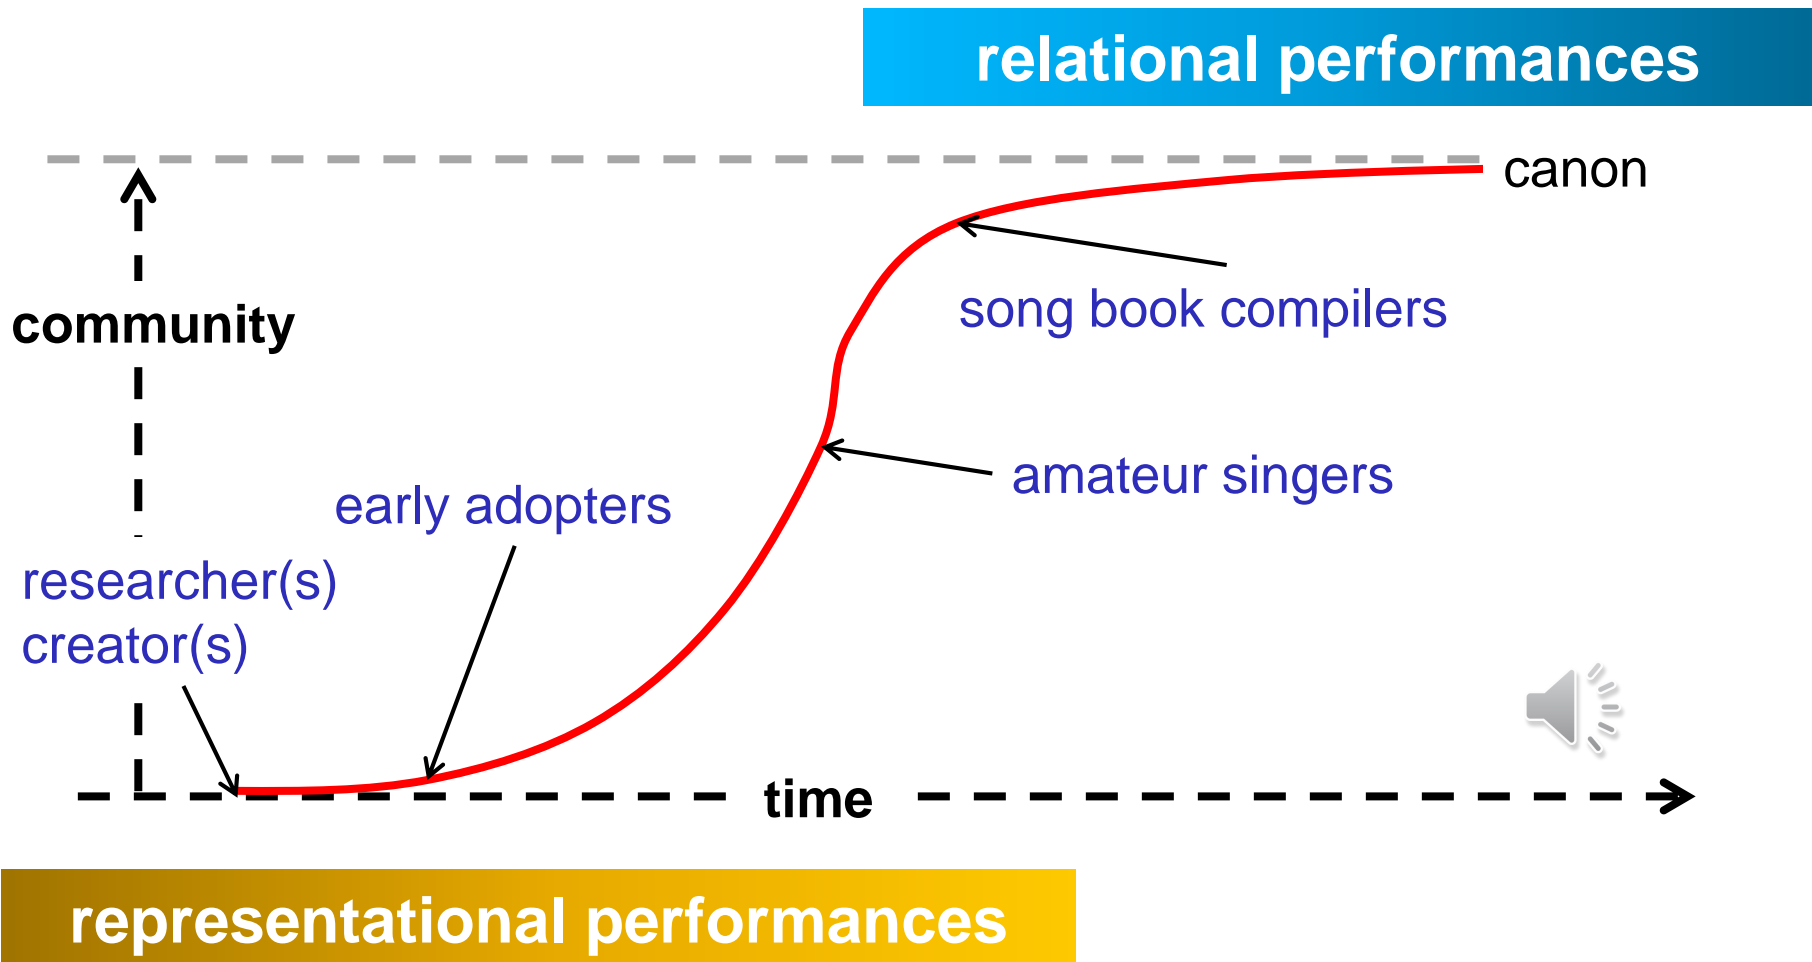 relational performances
canon
song book compilers
community
amateur singers
early adopters
researcher(s)
creator(s)
time
representational performances